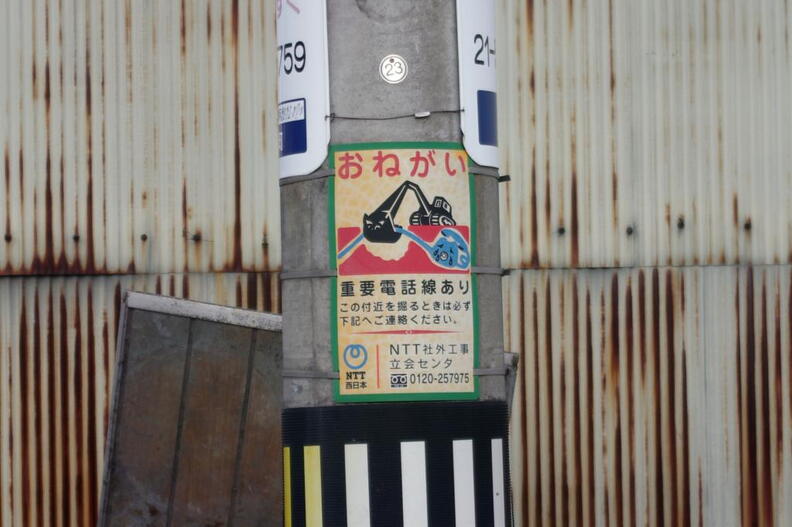 759
21-
23
おねがい
重要電話線あり
この付近を掘るときは必ず
下記へご連絡ください。
NTT
西日本
NTT社外工事
立会センタ
0120-257975